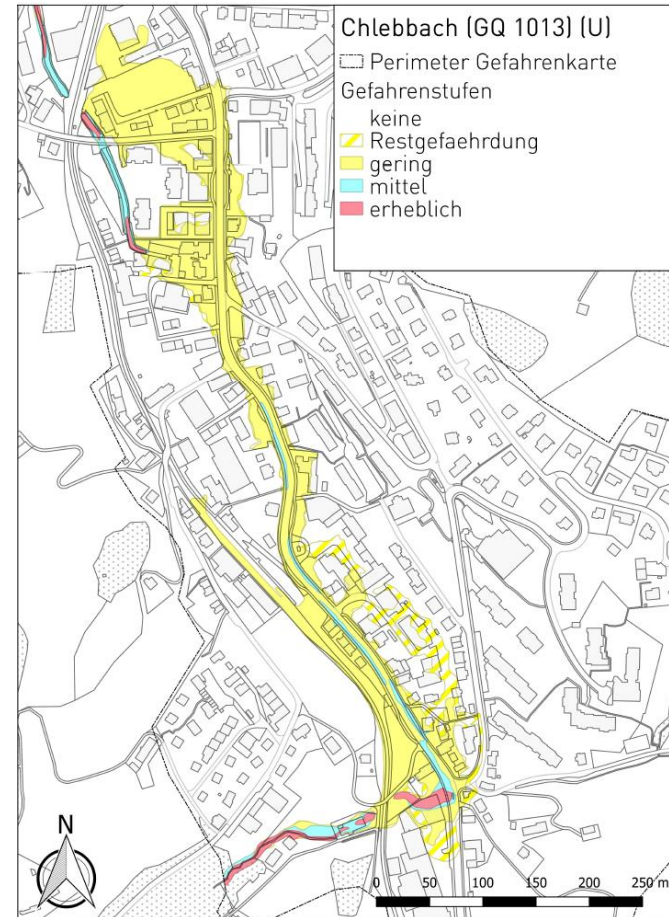 Chlebbach (GQ 1013) (U)
Perimeter Gefahrenkarte
Gefahrenstufen
keine
Restgefaehrdung
gering
mittel
erheblich
N
0 50 100 150 200 250 m